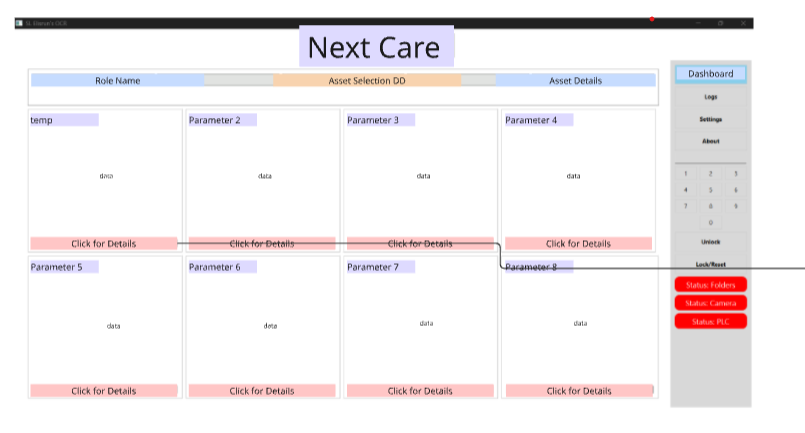 Next Care
Role Name
Asset Selection DD
Asset Details
temp
Parameter 2
Parameter 3
Parameter 4
data
data
data
data
Click for Details
Click for Details
Click for Details
Click for Details
Parameter 5
Parameter 6
Parameter 7
Parameter 8
data
data
data
data
Click for Details
Click for Details
Click for Details
Click for Details
Dashboard
Logs
Settings
About
1 2 3
4 5 6
7 8 9
0
Unlock
Lock/Reset
Status: Folders
Status: Camera
Status: PLC